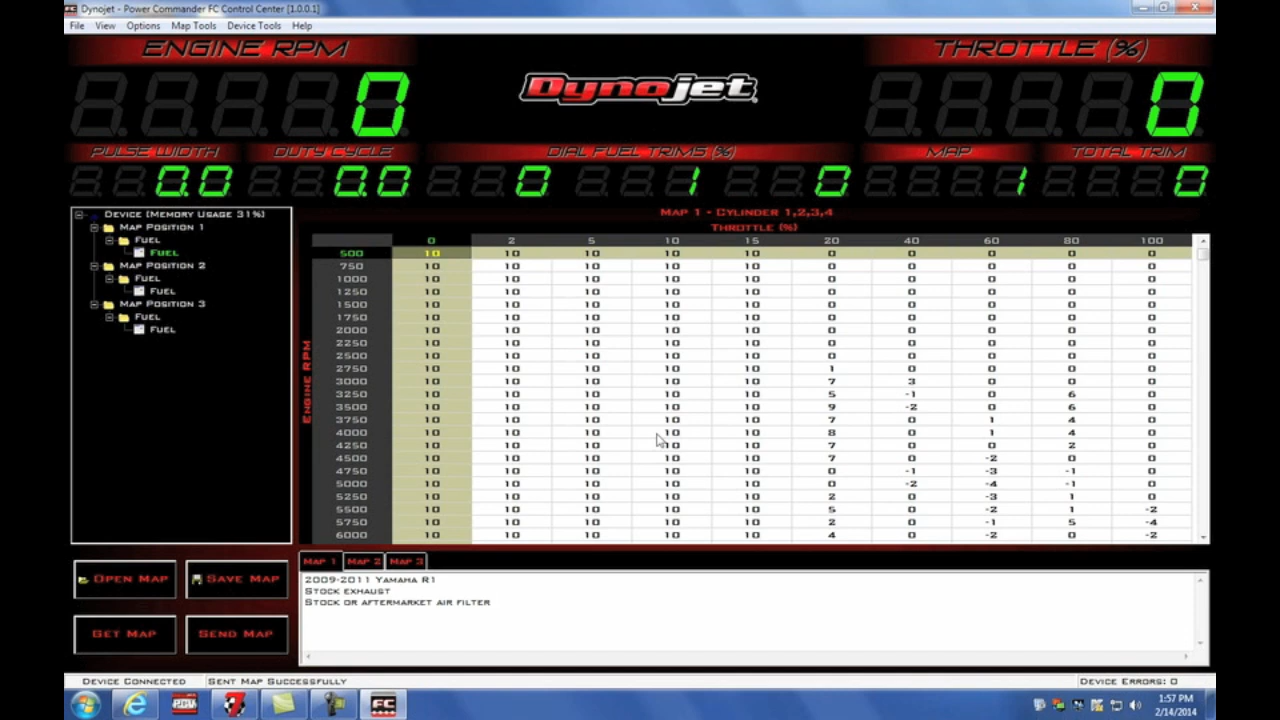 Dynojet - Power Commander FC Control Center [1.0.0.1]
File View Options Map Tools Device Tools Help
ENGINE RPM THROTTLE (%)
Dynojet
0 0
PULSE WIDTH DUTY CYCLE DIAL FUEL TRIMS (%) MAP TOTAL TRIM
0.0 0.0 0 1 0 1 0
DEVICE (MEMORY USAGE 31%)
MAP POSITION 1
FUEL
FUEL
MAP POSITION 2
FUEL
FUEL
MAP POSITION 3
FUEL
FUEL
MAP 1 - CYLINDER 1,2,3,4
THROTTLE (%)
ENGINE RPM
0 2 5 10 15 20 40 60 80 100
500 10 10 10 10 10 0 0 0 0 0
750 10 10 10 10 10 0 0 0 0 0
1000 10 10 10 10 10 0 0 0 0 0
1250 10 10 10 10 10 0 0 0 0 0
1500 10 10 10 10 10 0 0 0 0 0
1750 10 10 10 10 10 0 0 0 0 0
2000 10 10 10 10 10 0 0 0 0 0
2250 10 10 10 10 10 0 0 0 0 0
2500 10 10 10 10 10 0 0 0 0 0
2750 10 10 10 10 10 1 0 0 0 0
3000 10 10 10 10 10 7 3 0 0 0
3250 10 10 10 10 10 5 -1 0 6 0
3500 10 10 10 10 10 9 -2 0 6 0
3750 10 10 10 10 10 7 0 1 4 0
4000 10 10 10 10 10 8 0 1 4 0
4250 10 10 10 10 10 7 0 0 2 0
4500 10 10 10 10 10 7 0 -2 0 0
4750 10 10 10 10 10 0 -1 -3 -1 0
5000 10 10 10 10 10 0 -2 -4 -1 0
5250 10 10 10 10 10 2 0 -3 1 0
5500 10 10 10 10 10 5 0 -2 1 -2
5750 10 10 10 10 10 2 0 -1 5 -4
6000 10 10 10 10 10 4 0 -2 0 -2
MAP 1 MAP 2 MAP 3
2009-2011 YAMAHA R1
STOCK EXHAUST
STOCK OR AFTERMARKET AIR FILTER
OPEN MAP SAVE MAP
GET MAP SEND MAP
DEVICE CONNECTED SENT MAP SUCCESSFULLY DEVICE ERRORS: 0
FC
1:57 PM
2/14/2014